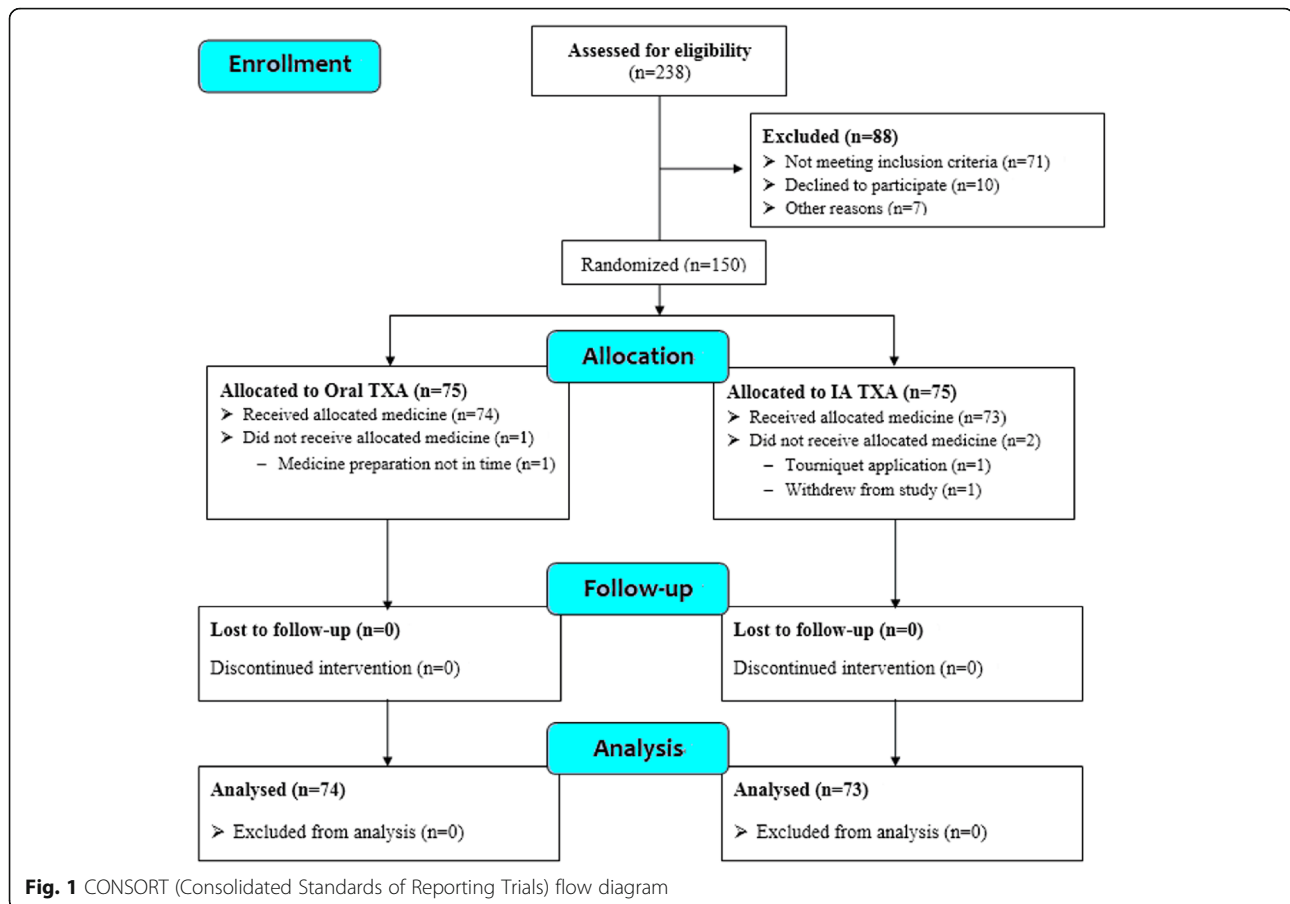 Enrollment
Assessed for eligibility
(n=238)
Excluded (n=88)
➢ Not meeting inclusion criteria (n=71)
➢ Declined to participate (n=10)
➢ Other reasons (n=7)
Randomized (n=150)
Allocation
Allocated to Oral TXA (n=75)
➢ Received allocated medicine (n=74)
➢ Did not receive allocated medicine (n=1)
− Medicine preparation not in time (n=1)
Allocated to IA TXA (n=75)
➢ Received allocated medicine (n=73)
➢ Did not receive allocated medicine (n=2)
− Tourniquet application (n=1)
− Withdrew from study (n=1)
Follow-up
Lost to follow-up (n=0)
Discontinued intervention (n=0)
Lost to follow-up (n=0)
Discontinued intervention (n=0)
Analysis
Analysed (n=74)
➢ Excluded from analysis (n=0)
Analysed (n=73)
➢ Excluded from analysis (n=0)
Fig. 1 CONSORT (Consolidated Standards of Reporting Trials) flow diagram